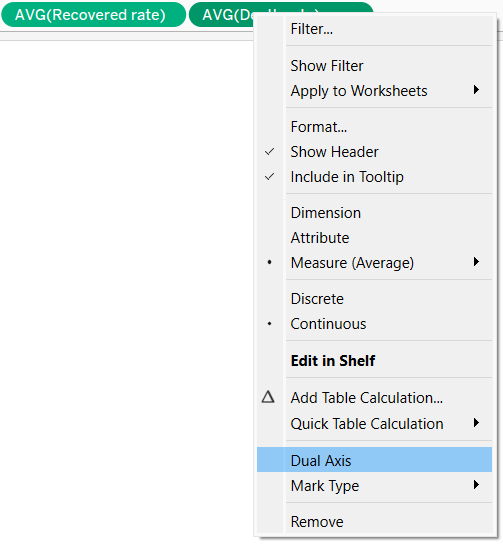 AVG(Recovered rate) AVG(De
Filter...
Show Filter
Apply to Worksheets
Format...
Show Header
Include in Tooltip
Dimension
Attribute
Measure (Average)
Discrete
Continuous
Edit in Shelf
Add Table Calculation...
Quick Table Calculation
Dual Axis
Mark Type
Remove